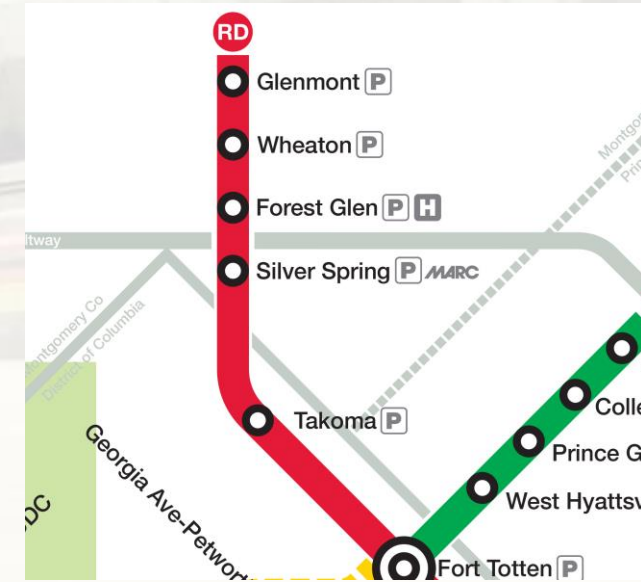 RD
Glenmont P
Wheaton P
Forest Glen P H
ltway
Silver Spring P MARC
Montgomery Co
District of Columbia
Takoma P
Georgia Ave-Petwort
Colle
Prince G
West Hyattsv
DC
Fort Totten P